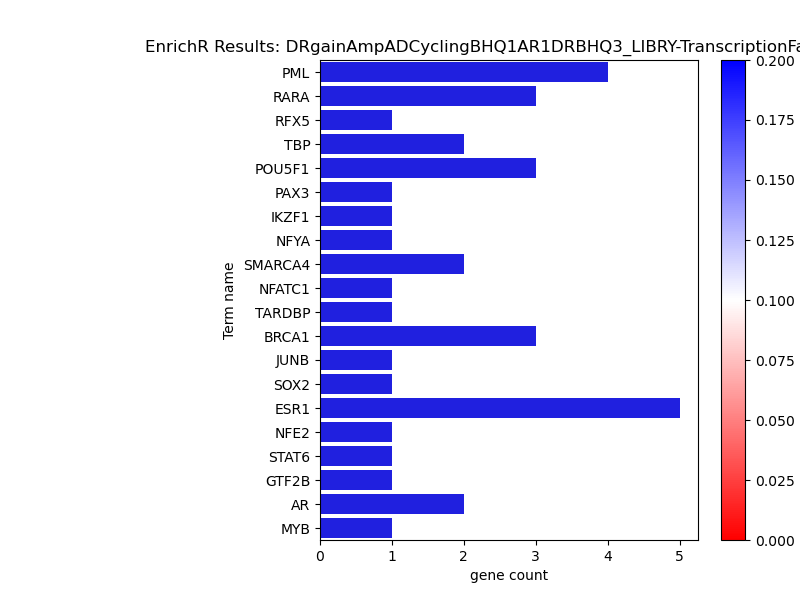 EnrichR Results: DRgainAmpADCyclingBHQ1AR1DRBHQ3_LIBRY-TranscriptionFa
PML
RARA
RFX5
TBP
POU5F1
PAX3
IKZF1
NFYA
SMARCA4
NFATC1
TARDBP
BRCA1
JUNB
SOX2
ESR1
NFE2
STAT6
GTF2B
AR
MYB
Term name
0 1 2 3 4 5
gene count
0.200
0.175
0.150
0.125
0.100
0.075
0.050
0.025
0.000